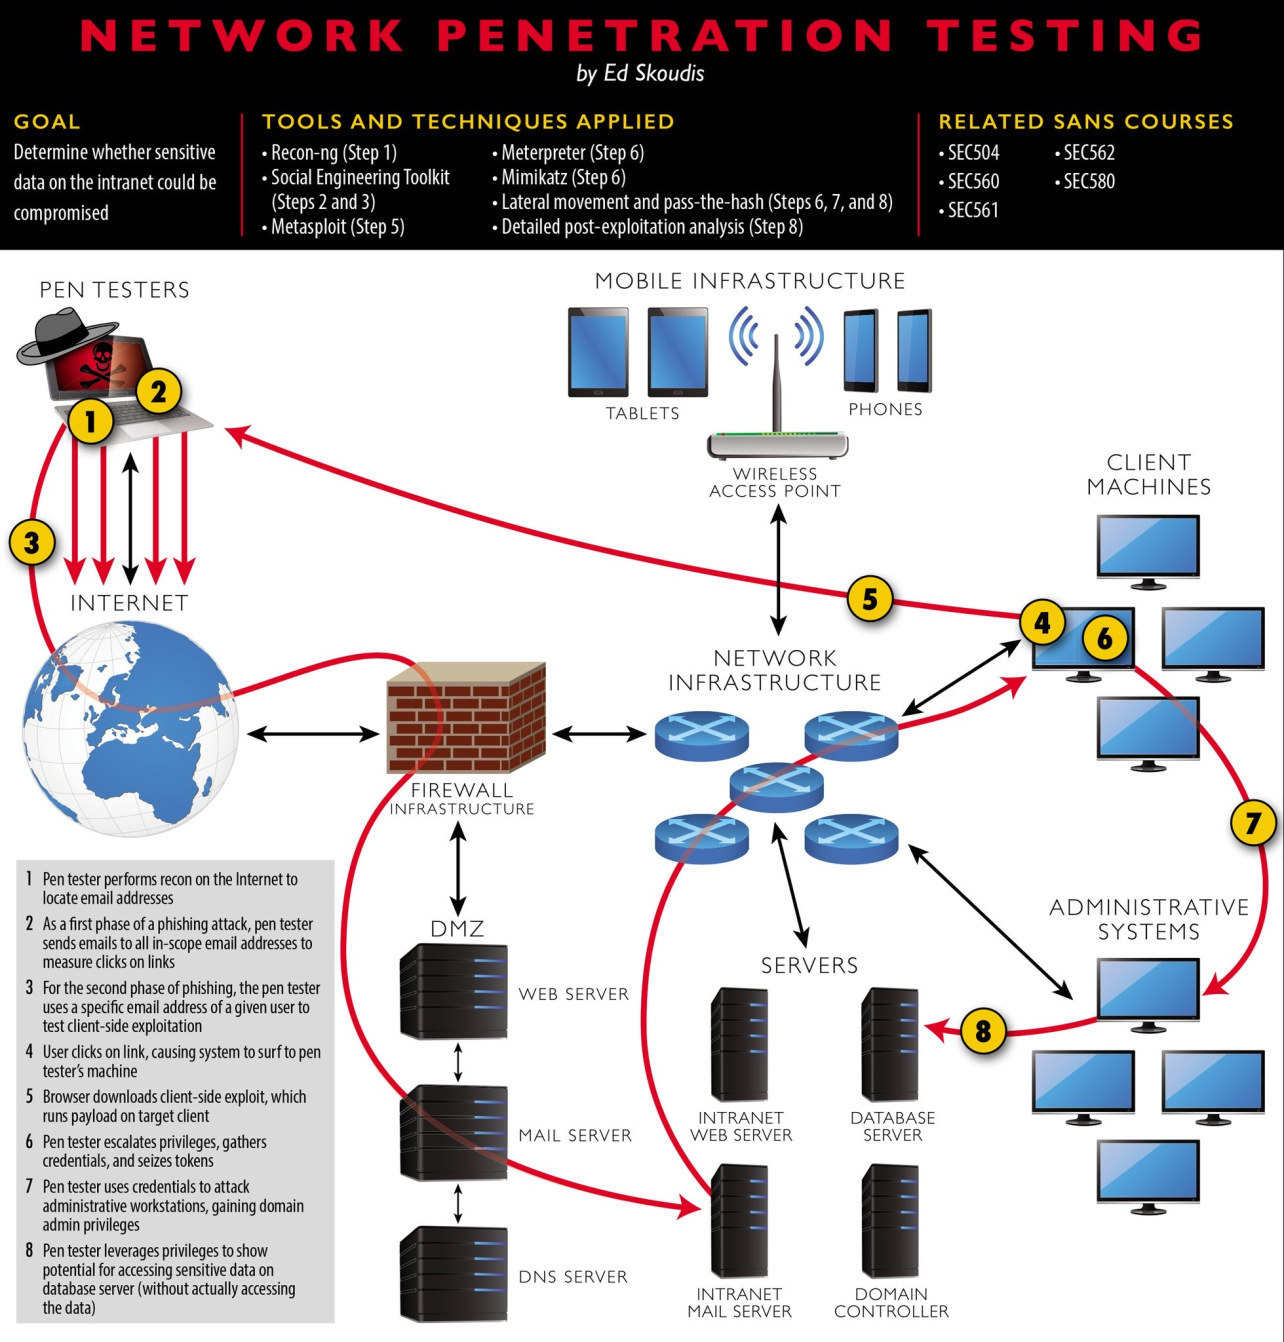 NETWORK PENETRATION TESTING
by Ed Skoudis
GOAL
Determine whether sensitive
data on the intranet could be
compromised
TOOLS AND TECHNIQUES APPLIED
• Recon-ng (Step 1)
• Social Engineering Toolkit
(Steps 2 and 3)
• Metasploit (Step 5)
• Meterpreter (Step 6)
• Mimikatz (Step 6)
• Lateral movement and pass-the-hash (Steps 6, 7, and 8)
• Detailed post-exploitation analysis (Step 8)
RELATED SANS COURSES
• SEC504
• SEC560
• SEC561
• SEC562
• SEC580
PEN TESTERS
1
2
3
INTERNET
MOBILE INFRASTRUCTURE
TABLETS
PHONES
WIRELESS
ACCESS POINT
CLIENT
MACHINES
5
4
6
NETWORK
INFRASTRUCTURE
FIREWALL
INFRASTRUCTURE
7
DMZ
WEB SERVER
MAIL SERVER
DNS SERVER
SERVERS
INTRANET
WEB SERVER
DATABASE
SERVER
INTRANET
MAIL SERVER
DOMAIN
CONTROLLER
ADMINISTRATIVE
SYSTEMS
8
1 Pen tester performs recon on the Internet to
locate email addresses
2 As a first phase of a phishing attack, pen tester
sends emails to all in-scope email addresses to
measure clicks on links
3 For the second phase of phishing, the pen tester
uses a specific email address of a given user to
test client-side exploitation
4 User clicks on link, causing system to surf to pen
tester's machine
5 Browser downloads client-side exploit, which
runs payload on target client
6 Pen tester escalates privileges, gathers
credentials, and seizes tokens
7 Pen tester uses credentials to attack
administrative workstations, gaining domain
admin privileges
8 Pen tester leverages privileges to show
potential for accessing sensitive data on
database server (without actually accessing
the data)